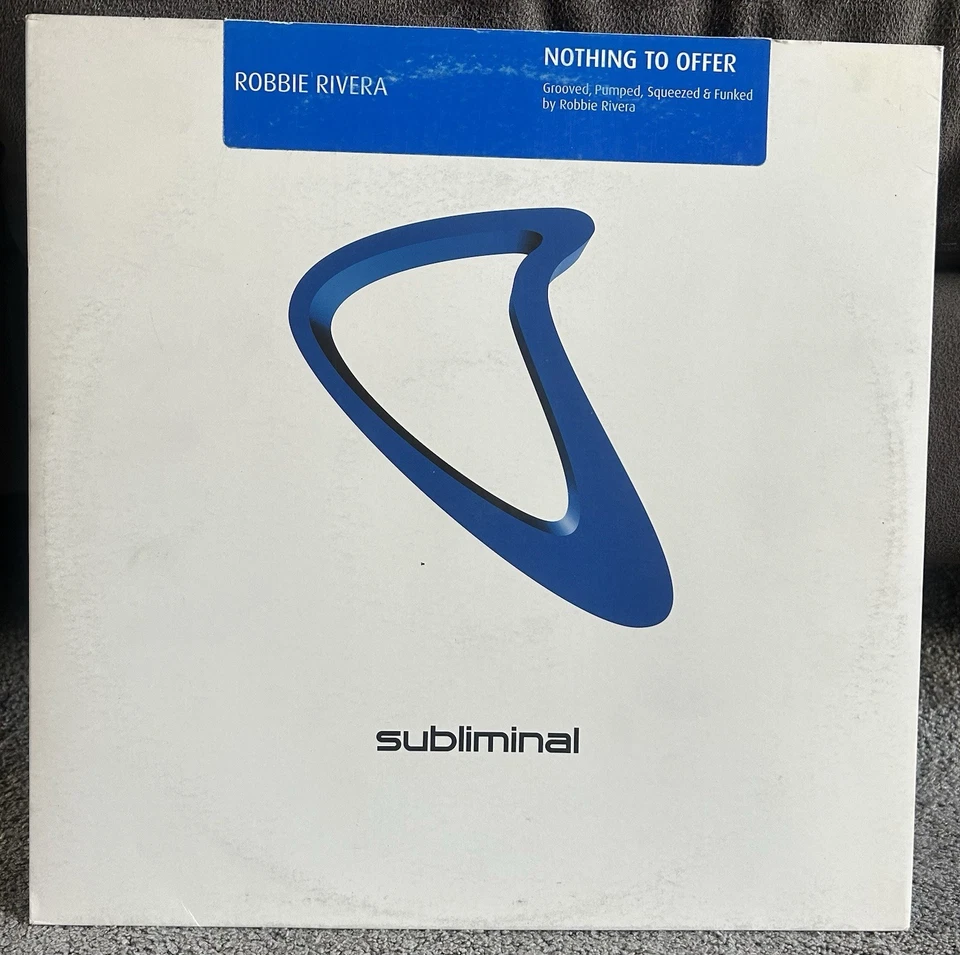 ROBBIE RIVERA
NOTHING TO OFFER
Grooved, Pumped, Squeezed & Funked
by Robbie Rivera
subliminal